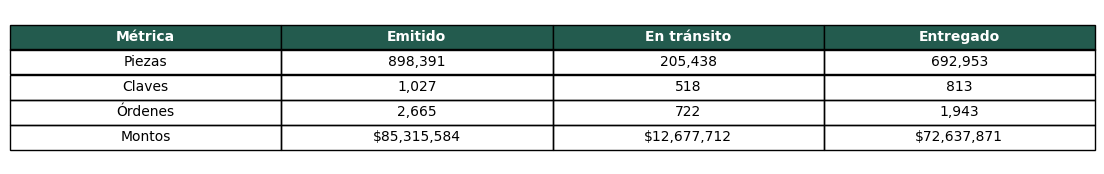 Métrica Emitido En tránsito Entregado
Piezas 898,391 205,438 692,953
Claves 1,027 518 813
Órdenes 2,665 722 1,943
Montos $85,315,584 $12,677,712 $72,637,871